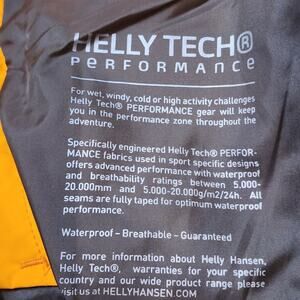 HELLY TECH®
PERFORMANCE
For wet, windy, cold or high activity challenges
Helly Tech® PERFORMANCE gear will keep
you in the performance zone throughout the
adventure.
Specifically engineered Helly Tech® PERFOR-
MANCE fabrics used in sport specific designs
offers advanced performance with waterproof
and breathability ratings between 5.000-
20.000mm and 5.000-20.000g/m2/24h. All
seams are fully taped for optimum waterproof
performance.
Waterproof - Breathable - Guaranteed
For more information about Helly Hansen,
Helly Tech®, warranties for your specific
country and our wide product range please
visit us at HELLYHANSEN.COM